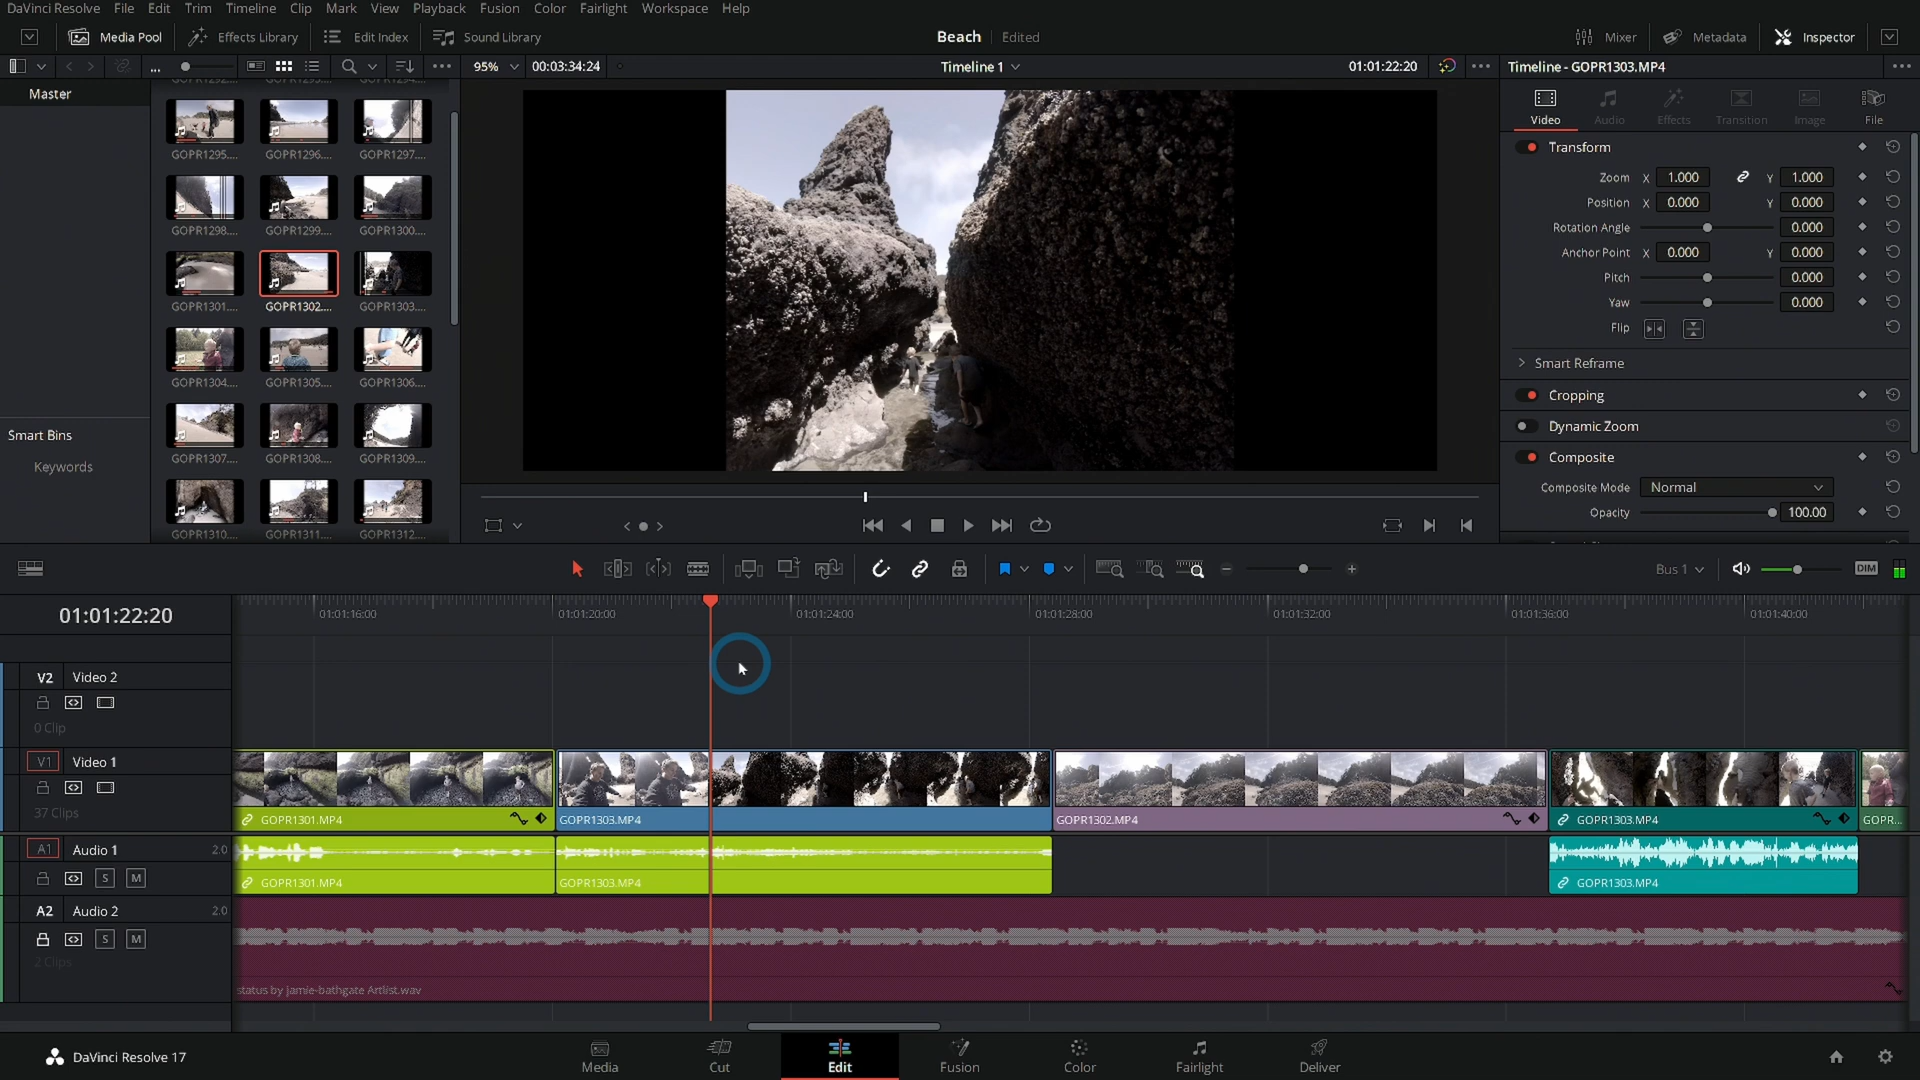 DaVinci Resolve File Edit Trim Timeline Clip Mark View Playback Fusion Color Fairlight Workspace Help
Media Pool Effects Library Edit Index Sound Library Beach Edited Mixer Metadata Inspector
... 95% 00:03:34:24 Timeline 1 01:01:22:20 Timeline - GOPR1303.MP4
Master
Video Audio Effects Transition Image File
GOPR1295.... GOPR1296.... GOPR1297....
Transform
Zoom X 1.000 Y 1.000
Position X 0.000 Y 0.000
GOPR1298.... GOPR1299.... GOPR1300....
Rotation Angle 0.000
Anchor Point X 0.000 Y 0.000
Pitch 0.000
GOPR1301.... GOPR1302.... GOPR1303....
Yaw 0.000
Flip
Smart Reframe
GOPR1304.... GOPR1305.... GOPR1306....
Cropping
Dynamic Zoom
Smart Bins
GOPR1307.... GOPR1308.... GOPR1309....
Composite
Keywords
Composite Mode Normal
Opacity 100.00
GOPR1310.... GOPR1311.... GOPR1312....
Bus 1 DIM
01:01:22:20 01:01:16:00 01:01:20:00 01:01:24:00 01:01:28:00 01:01:32:00 01:01:36:00 01:01:40:00
V2 Video 2
0 Clip
V1 Video 1
37 Clips
GOPR1301.MP4 GOPR1303.MP4 GOPR1302.MP4 GOPR1303.MP4 GOPR...
A1 Audio 1 2.0
S M
GOPR1301.MP4 GOPR1303.MP4 GOPR1303.MP4
A2 Audio 2 2.0
S M
2 Clips
status by jamie-bathgate Artlist.wav
DaVinci Resolve 17 Media Cut Edit Fusion Color Fairlight Deliver